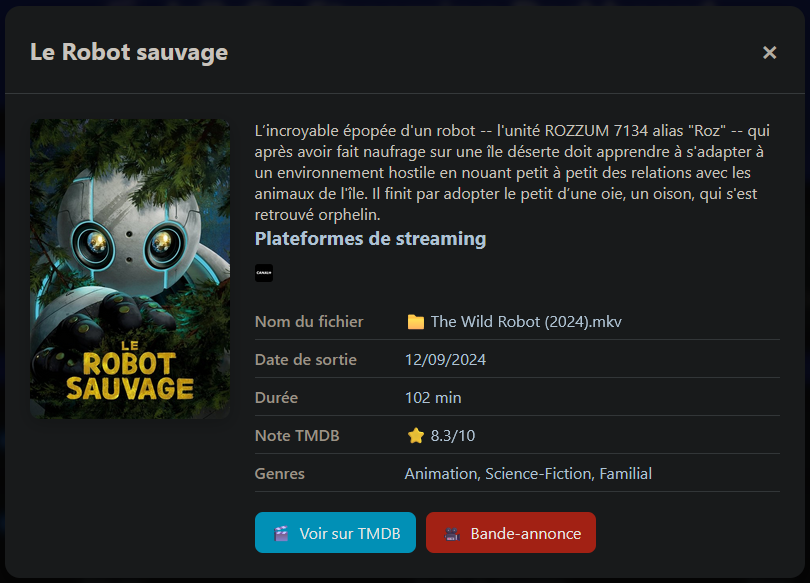 Le Robot sauvage
×
L'incroyable épopée d'un robot -- l'unité ROZZUM 7134 alias "Roz" -- qui
après avoir fait naufrage sur une île déserte doit apprendre à s'adapter à
un environnement hostile en nouant petit à petit des relations avec les
animaux de l'île. Il finit par adopter le petit d'une oie, un oison, qui s'est
retrouvé orphelin.
Plateformes de streaming
CANAL+
Nom du fichier The Wild Robot (2024).mkv
Date de sortie 12/09/2024
Durée 102 min
Note TMDB 8.3/10
Genres Animation, Science-Fiction, Familial
Voir sur TMDB Bande-annonce
LE
ROBOT
SAUVAGE